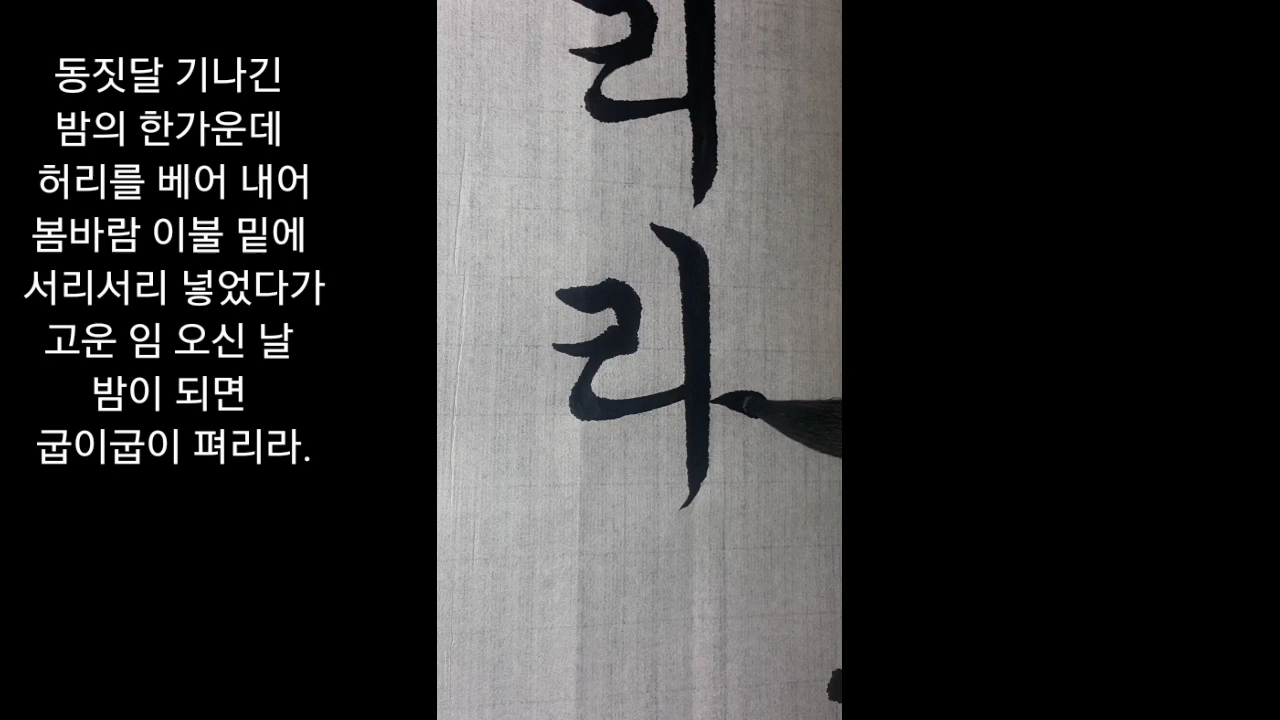 동짓달 기나긴
밤의 한가운데
허리를 베어 내어
봄바람 이불 밑에
서리서리 넣었다가
고운 임 오신 날
밤이 되면
굽이굽이 펴리라.
리
라